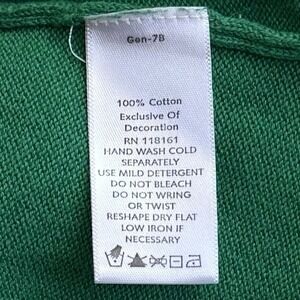 Gen-7B
100% Cotton
Exclusive Of
Decoration
RN 118161
HAND WASH COLD
SEPARATELY
USE MILD DETERGENT
DO NOT BLEACH
DO NOT WRING
OR TWIST
RESHAPE DRY FLAT
LOW IRON IF
NECESSARY